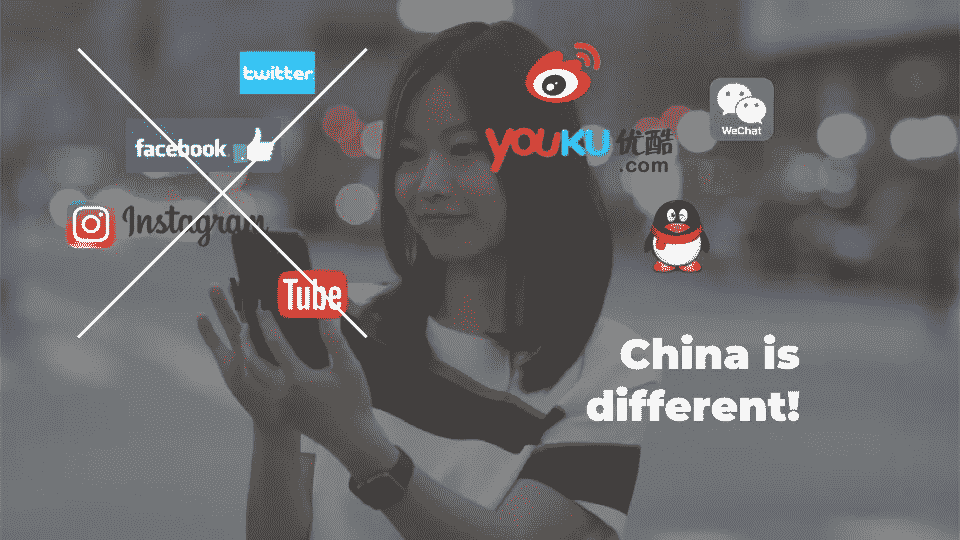 twitter
facebook
Instagram
Tube
youku 优酷
.com
WeChat
China is
different!